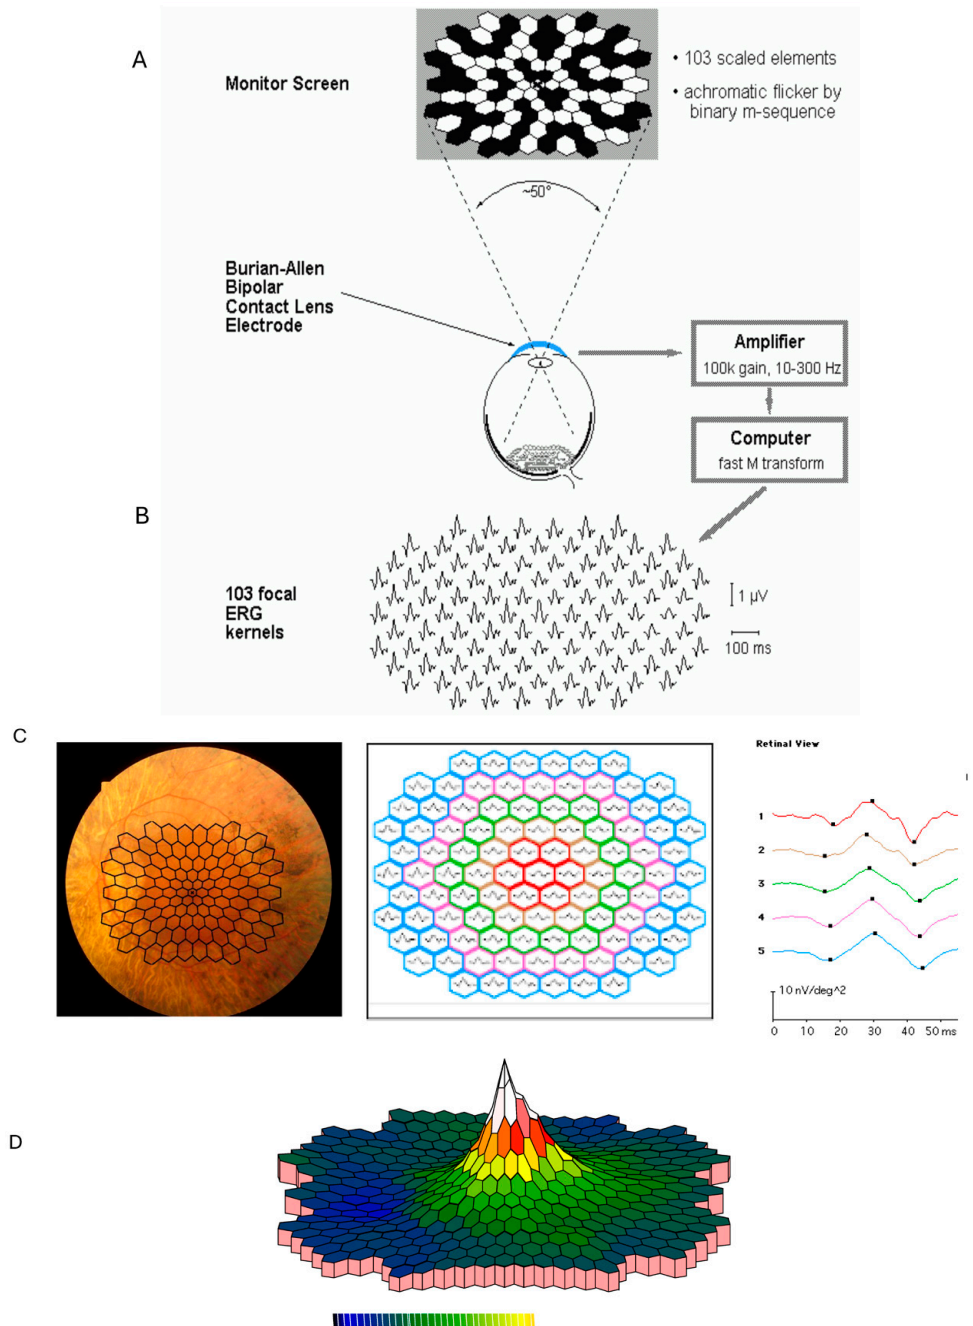 A
Monitor Screen
• 103 scaled elements
• achromatic flicker by
binary m-sequence
~50°
Burian-Allen
Bipolar
Contact Lens
Electrode
Amplifier
100k gain, 10-300 Hz
Computer
fast M transform
B
103 focal
ERG
kernels
1 µV
100 ms
C
Retinal View
1
2
3
4
5
10 nV/deg^2
0 10 20 30 40 50 ms
D